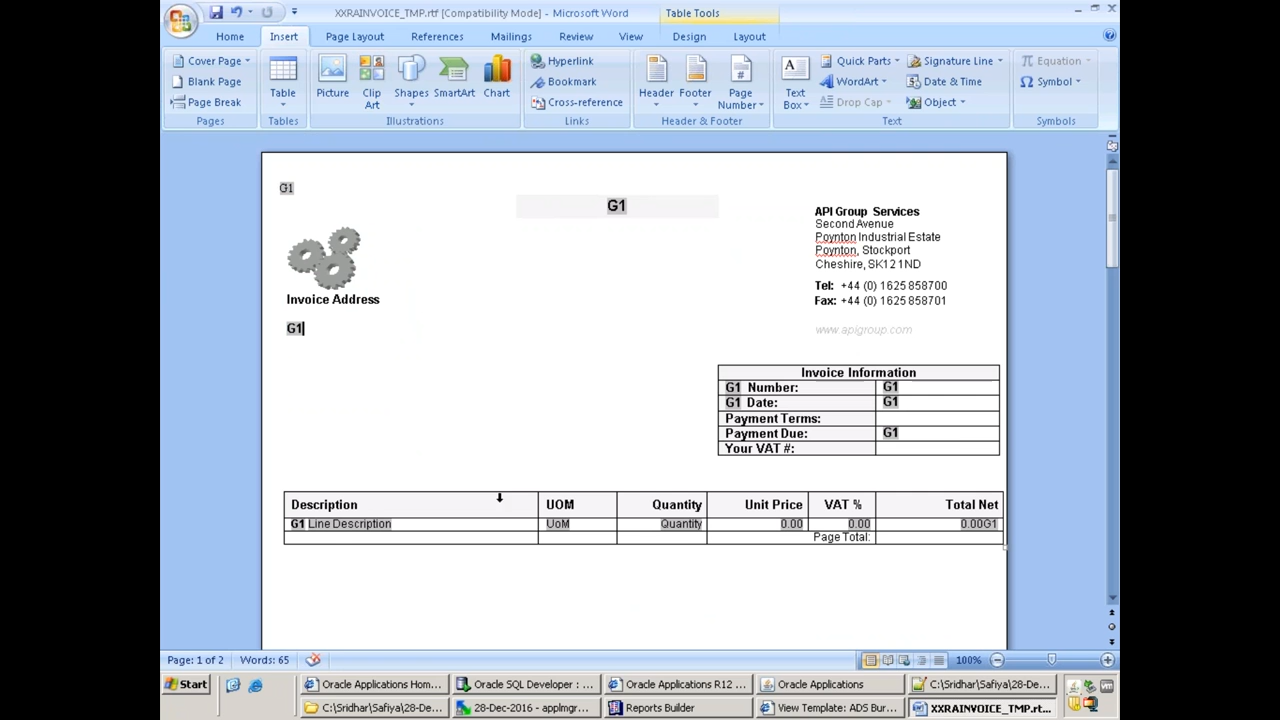 XXRAINVOICE_TMP.rtf [Compatibility Mode] - Microsoft Word
Table Tools
Home
Insert
Page Layout
References
Mailings
Review
View
Design
Layout
Cover Page
Blank Page
Page Break
Pages
Table
Tables
Picture
Clip Art
Shapes
SmartArt
Chart
Illustrations
Hyperlink
Bookmark
Cross-reference
Links
Header
Footer
Page Number
Header & Footer
Text Box
Quick Parts
WordArt
Drop Cap
Signature Line
Date & Time
Object
Text
Equation
Symbol
Symbols
G1
G1
API Group Services
Second Avenue
Poynton Industrial Estate
Poynton, Stockport
Cheshire, SK12 1ND
Tel: +44 (0) 1625 858700
Fax: +44 (0) 1625 858701
www.apigroup.com
Invoice Address
G1
Invoice Information
G1 Number: G1
G1 Date: G1
Payment Terms:
Payment Due: G1
Your VAT #:
Description UOM Quantity Unit Price VAT % Total Net
G1 Line Description UoM Quantity 0.00 0.00 0.00G1
Page Total:
Page: 1 of 2
Words: 65
100%
Start
Oracle Applications Hom...
Oracle SQL Developer : ...
Oracle Applications R12 ...
Oracle Applications
C:\Sridhar\Safiya\28-De...
C:\Sridhar\Safiya\28-De...
28-Dec-2016 - applmgr...
Reports Builder
View Template: ADS Bur...
XXRAINVOICE_TMP.rt...